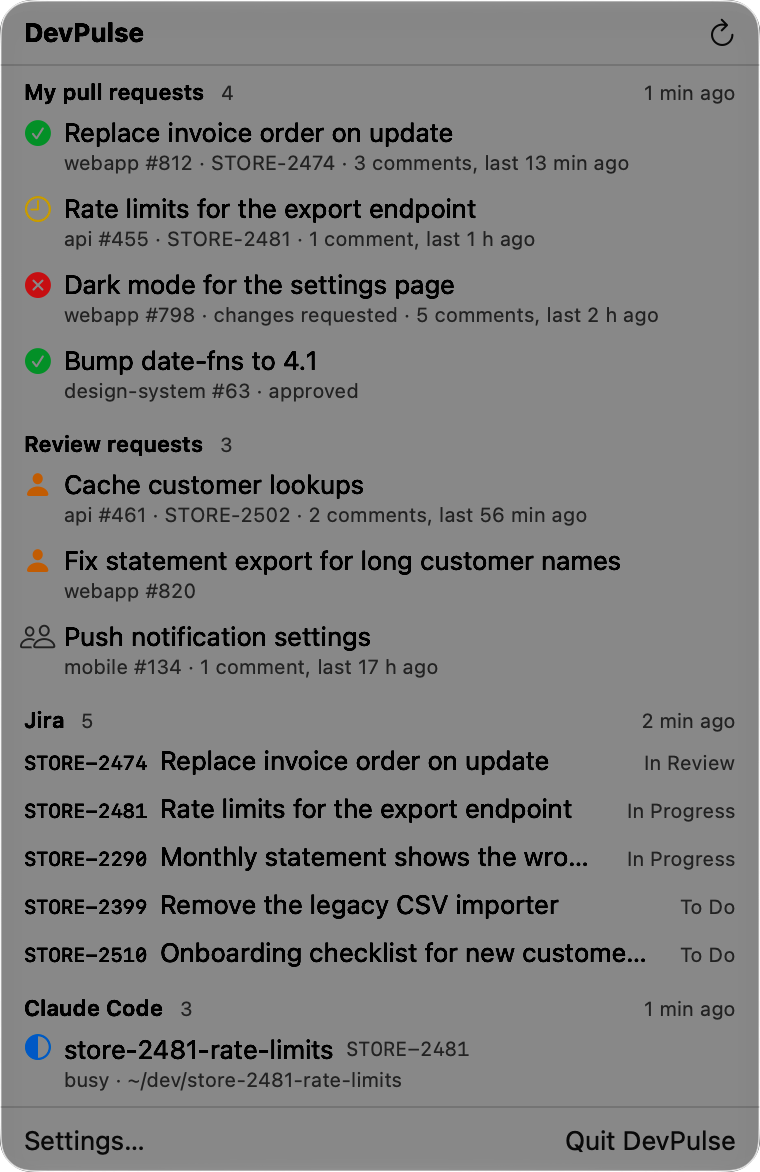 DevPulse
My pull requests 4 1 min ago
Replace invoice order on update
webapp #812 · STORE-2474 · 3 comments, last 13 min ago
Rate limits for the export endpoint
api #455 · STORE-2481 · 1 comment, last 1 h ago
Dark mode for the settings page
webapp #798 · changes requested · 5 comments, last 2 h ago
Bump date-fns to 4.1
design-system #63 · approved
Review requests 3
Cache customer lookups
api #461 · STORE-2502 · 2 comments, last 56 min ago
Fix statement export for long customer names
webapp #820
Push notification settings
mobile #134 · 1 comment, last 17 h ago
Jira 5 2 min ago
STORE-2474 Replace invoice order on update In Review
STORE-2481 Rate limits for the export endpoint In Progress
STORE-2290 Monthly statement shows the wro... In Progress
STORE-2399 Remove the legacy CSV importer To Do
STORE-2510 Onboarding checklist for new custome... To Do
Claude Code 3 1 min ago
store-2481-rate-limits STORE-2481
busy · ~/dev/store-2481-rate-limits
Settings... Quit DevPulse